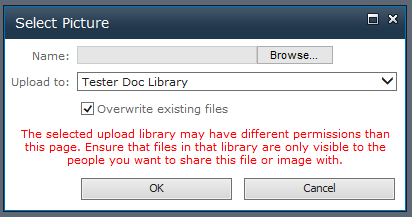 Select Picture
Name: Browse...
Upload to: Tester Doc Library
Overwrite existing files
The selected upload library may have different permissions than
this page. Ensure that files in that library are only visible to the
people you want to share this file or image with.
OK Cancel